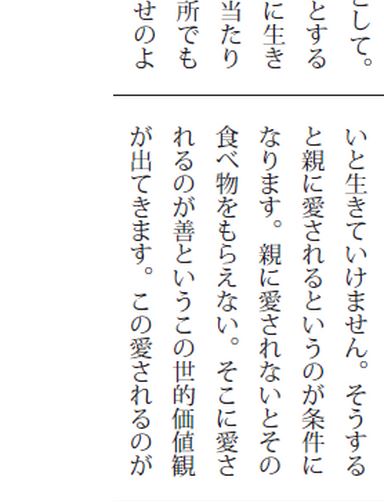 として。
とする
に生き
当たり
所でも
せのよ
いと生きていけません。そうする
と親に愛されるというのが条件に
なります。親に愛されないとその
食べ物をもらえない。そこに愛さ
れるのが善というこの世的価値観
が出てきます。この愛されるのが